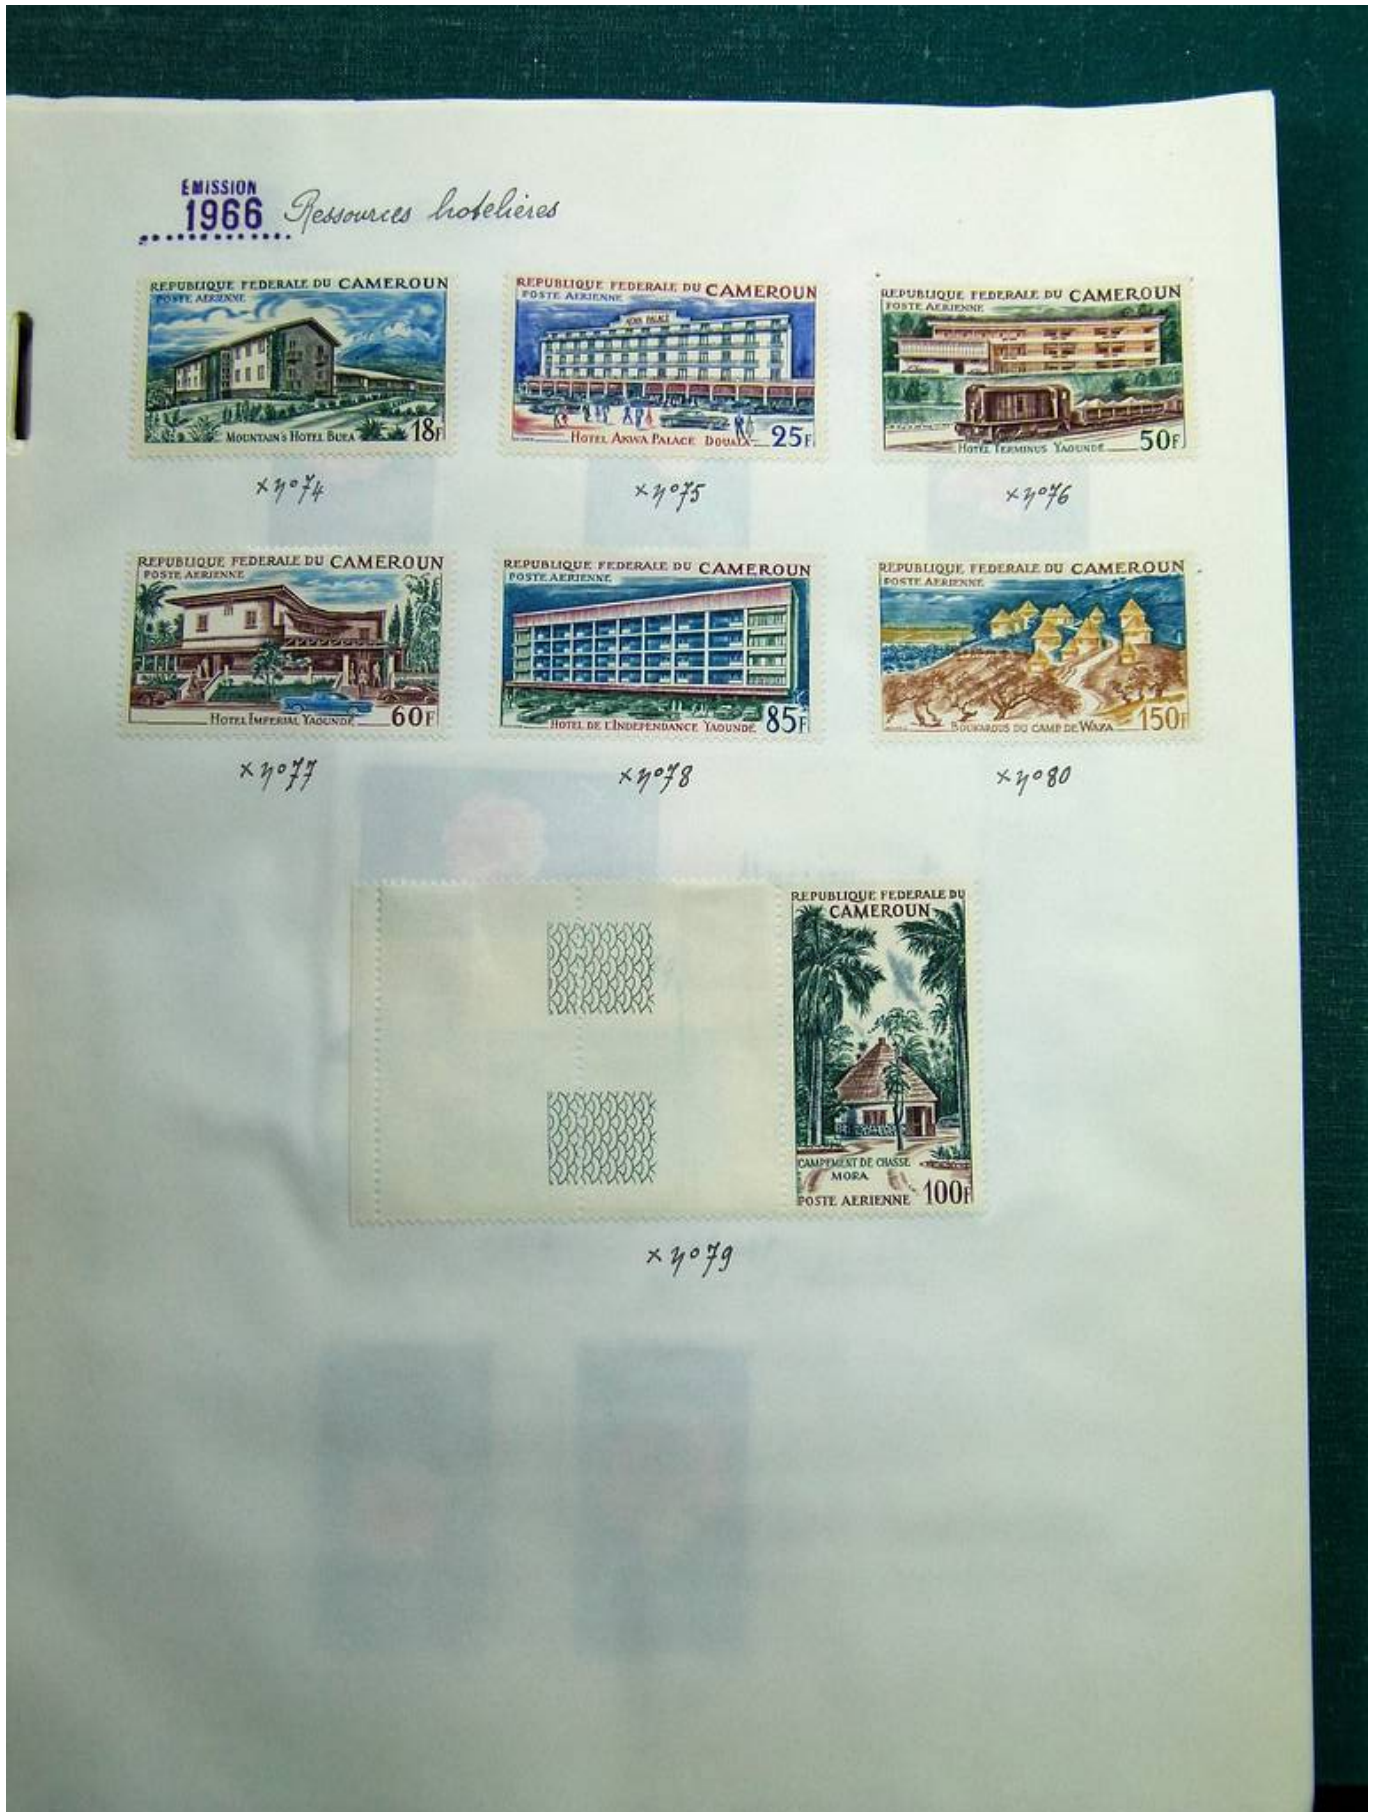 EMISSION
1966 Ressources hotelières
REPUBLIQUE FEDERALE DU CAMEROUN
POSTE AERIENNE
MOUNTAIN'S HOTEL BUEA 18F
x n° 74
REPUBLIQUE FEDERALE DU CAMEROUN
POSTE AERIENNE
AKWA PALACE
HOTEL AKWA PALACE DOUALA 25F
x n° 75
REPUBLIQUE FEDERALE DU CAMEROUN
POSTE AERIENNE
HOTEL TERMINUS YAOUNDE 50F
x n° 76
REPUBLIQUE FEDERALE DU CAMEROUN
POSTE AERIENNE
HOTEL IMPERIAL YAOUNDE 60F
x n° 77
REPUBLIQUE FEDERALE DU CAMEROUN
POSTE AERIENNE
HOTEL DE L'INDEPENDANCE YAOUNDE 85F
x n° 78
REPUBLIQUE FEDERALE DU CAMEROUN
POSTE AERIENNE
BOUKAROUS DU CAMP DE WAZA 150F
x n° 80
REPUBLIQUE FEDERALE DU
CAMEROUN
CAMPEMENT DE CHASSE
MORA
POSTE AERIENNE 100F
x n° 79